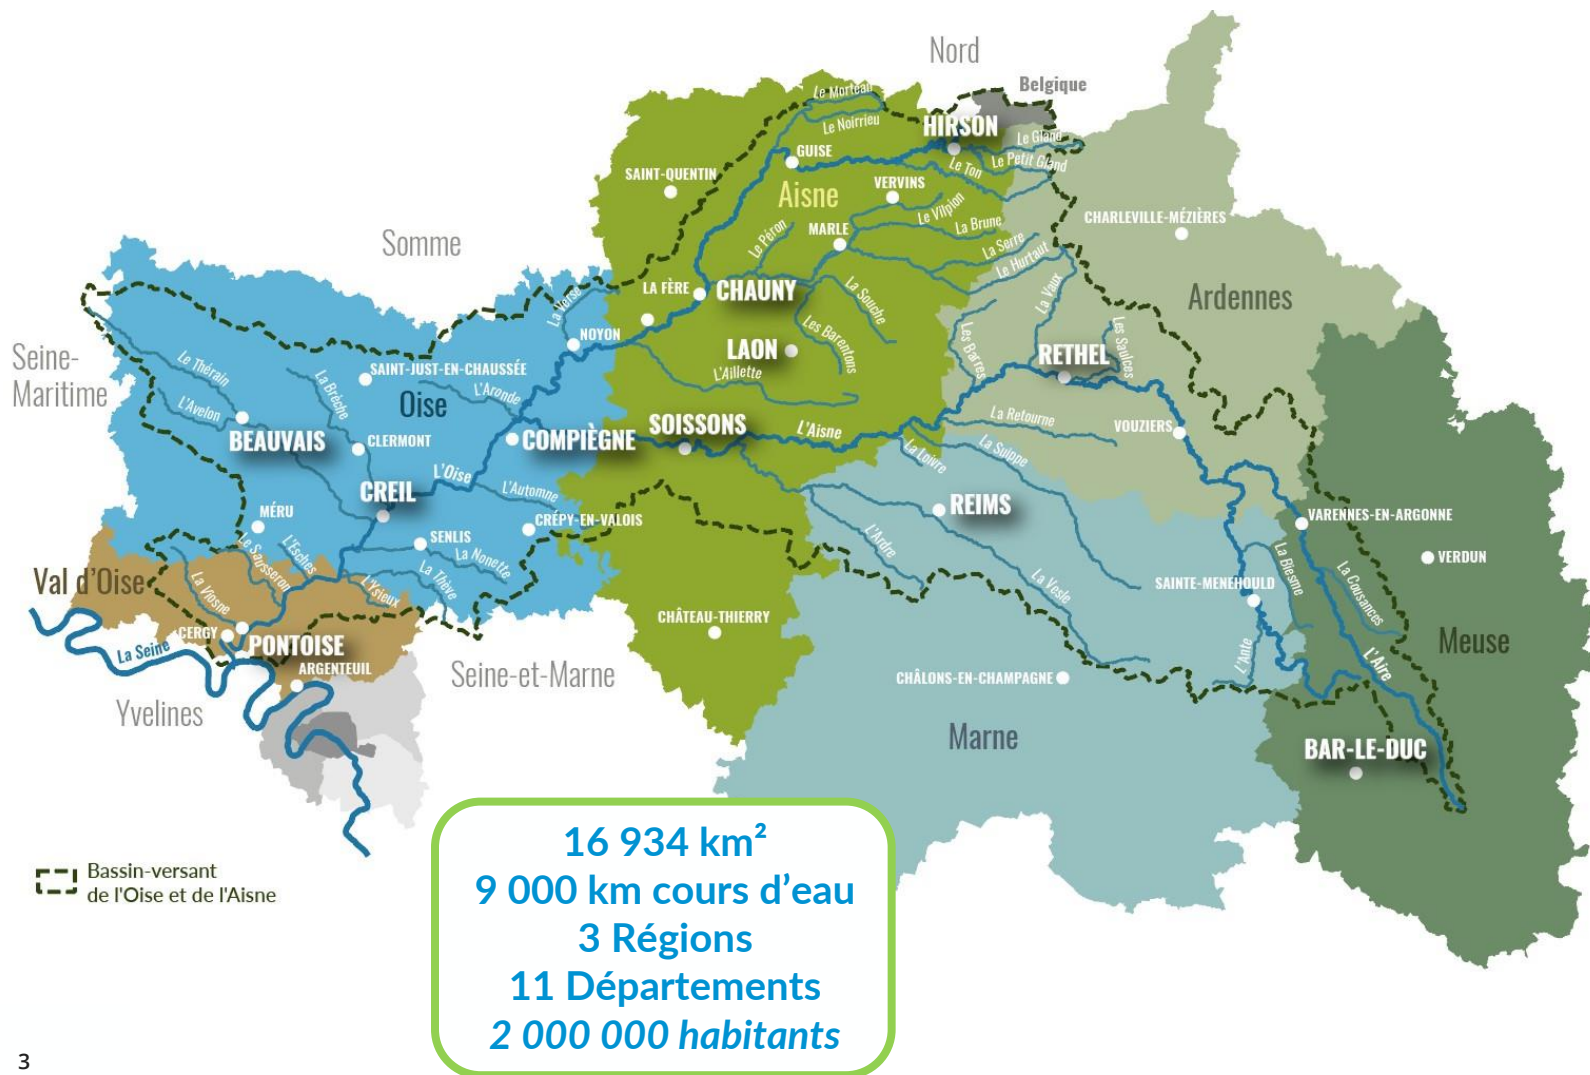 Nord
Belgique
Le Morteau
Le Noirrieu
HIRSON
Le Gland
GUISE
Le Ton
Le Petit Gland
SAINT-QUENTIN
Aisne
VERVINS
Le Vilpion
CHARLEVILLE-MÉZIÈRES
Somme
MARLE
La Brune
Le Péron
La Serre
Le Hurtaut
La Verse
LA FÈRE
CHAUNY
La Souche
La Vaux
Ardennes
NOYON
Les Barentons
Les Barres
Les Saulces
Seine-
Maritime
Le Thérain
SAINT-JUST-EN-CHAUSSÉE
LAON
RETHEL
La Brèche
L'Aronde
L'Aillette
L'Avelon
Oise
SOISSONS
L'Aisne
La Retourne
VOUZIERS
BEAUVAIS
CLERMONT
COMPIÈGNE
La Loivre
La Suippe
L'Oise
CREIL
L'Automne
REIMS
MÉRU
CRÉPY-EN-VALOIS
VARENNES-EN-ARGONNE
SENLIS
L'Esches
Le Sausseron
La Nonette
L'Ardre
VERDUN
Val d'Oise
La Viosne
L'Ysieux
La Thève
La Vesle
SAINTE-MENEHOULD
La Biesme
La Cousances
CHÂTEAU-THIERRY
CERGY
PONTOISE
La Seine
ARGENTEUIL
Seine-et-Marne
L'Ante
L'Aire
Meuse
CHÂLONS-EN-CHAMPAGNE
Yvelines
Marne
BAR-LE-DUC
Bassin-versant
de l'Oise et de l'Aisne
16 934 km²
9 000 km cours d'eau
3 Régions
11 Départements
2 000 000 habitants
3